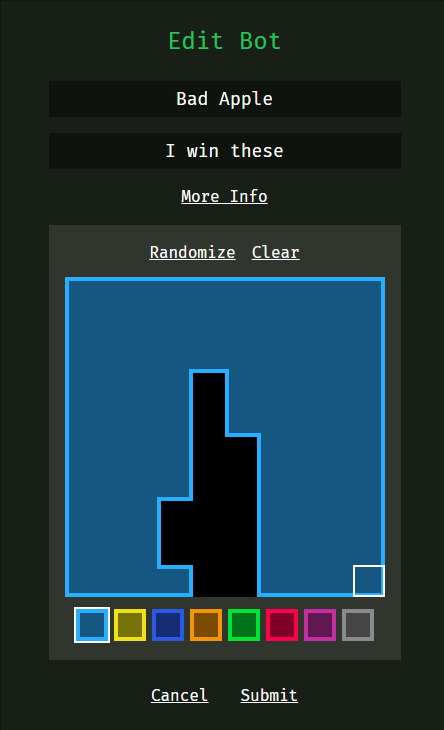 Edit Bot
Bad Apple
I win these
More Info
Randomize Clear
Cancel Submit